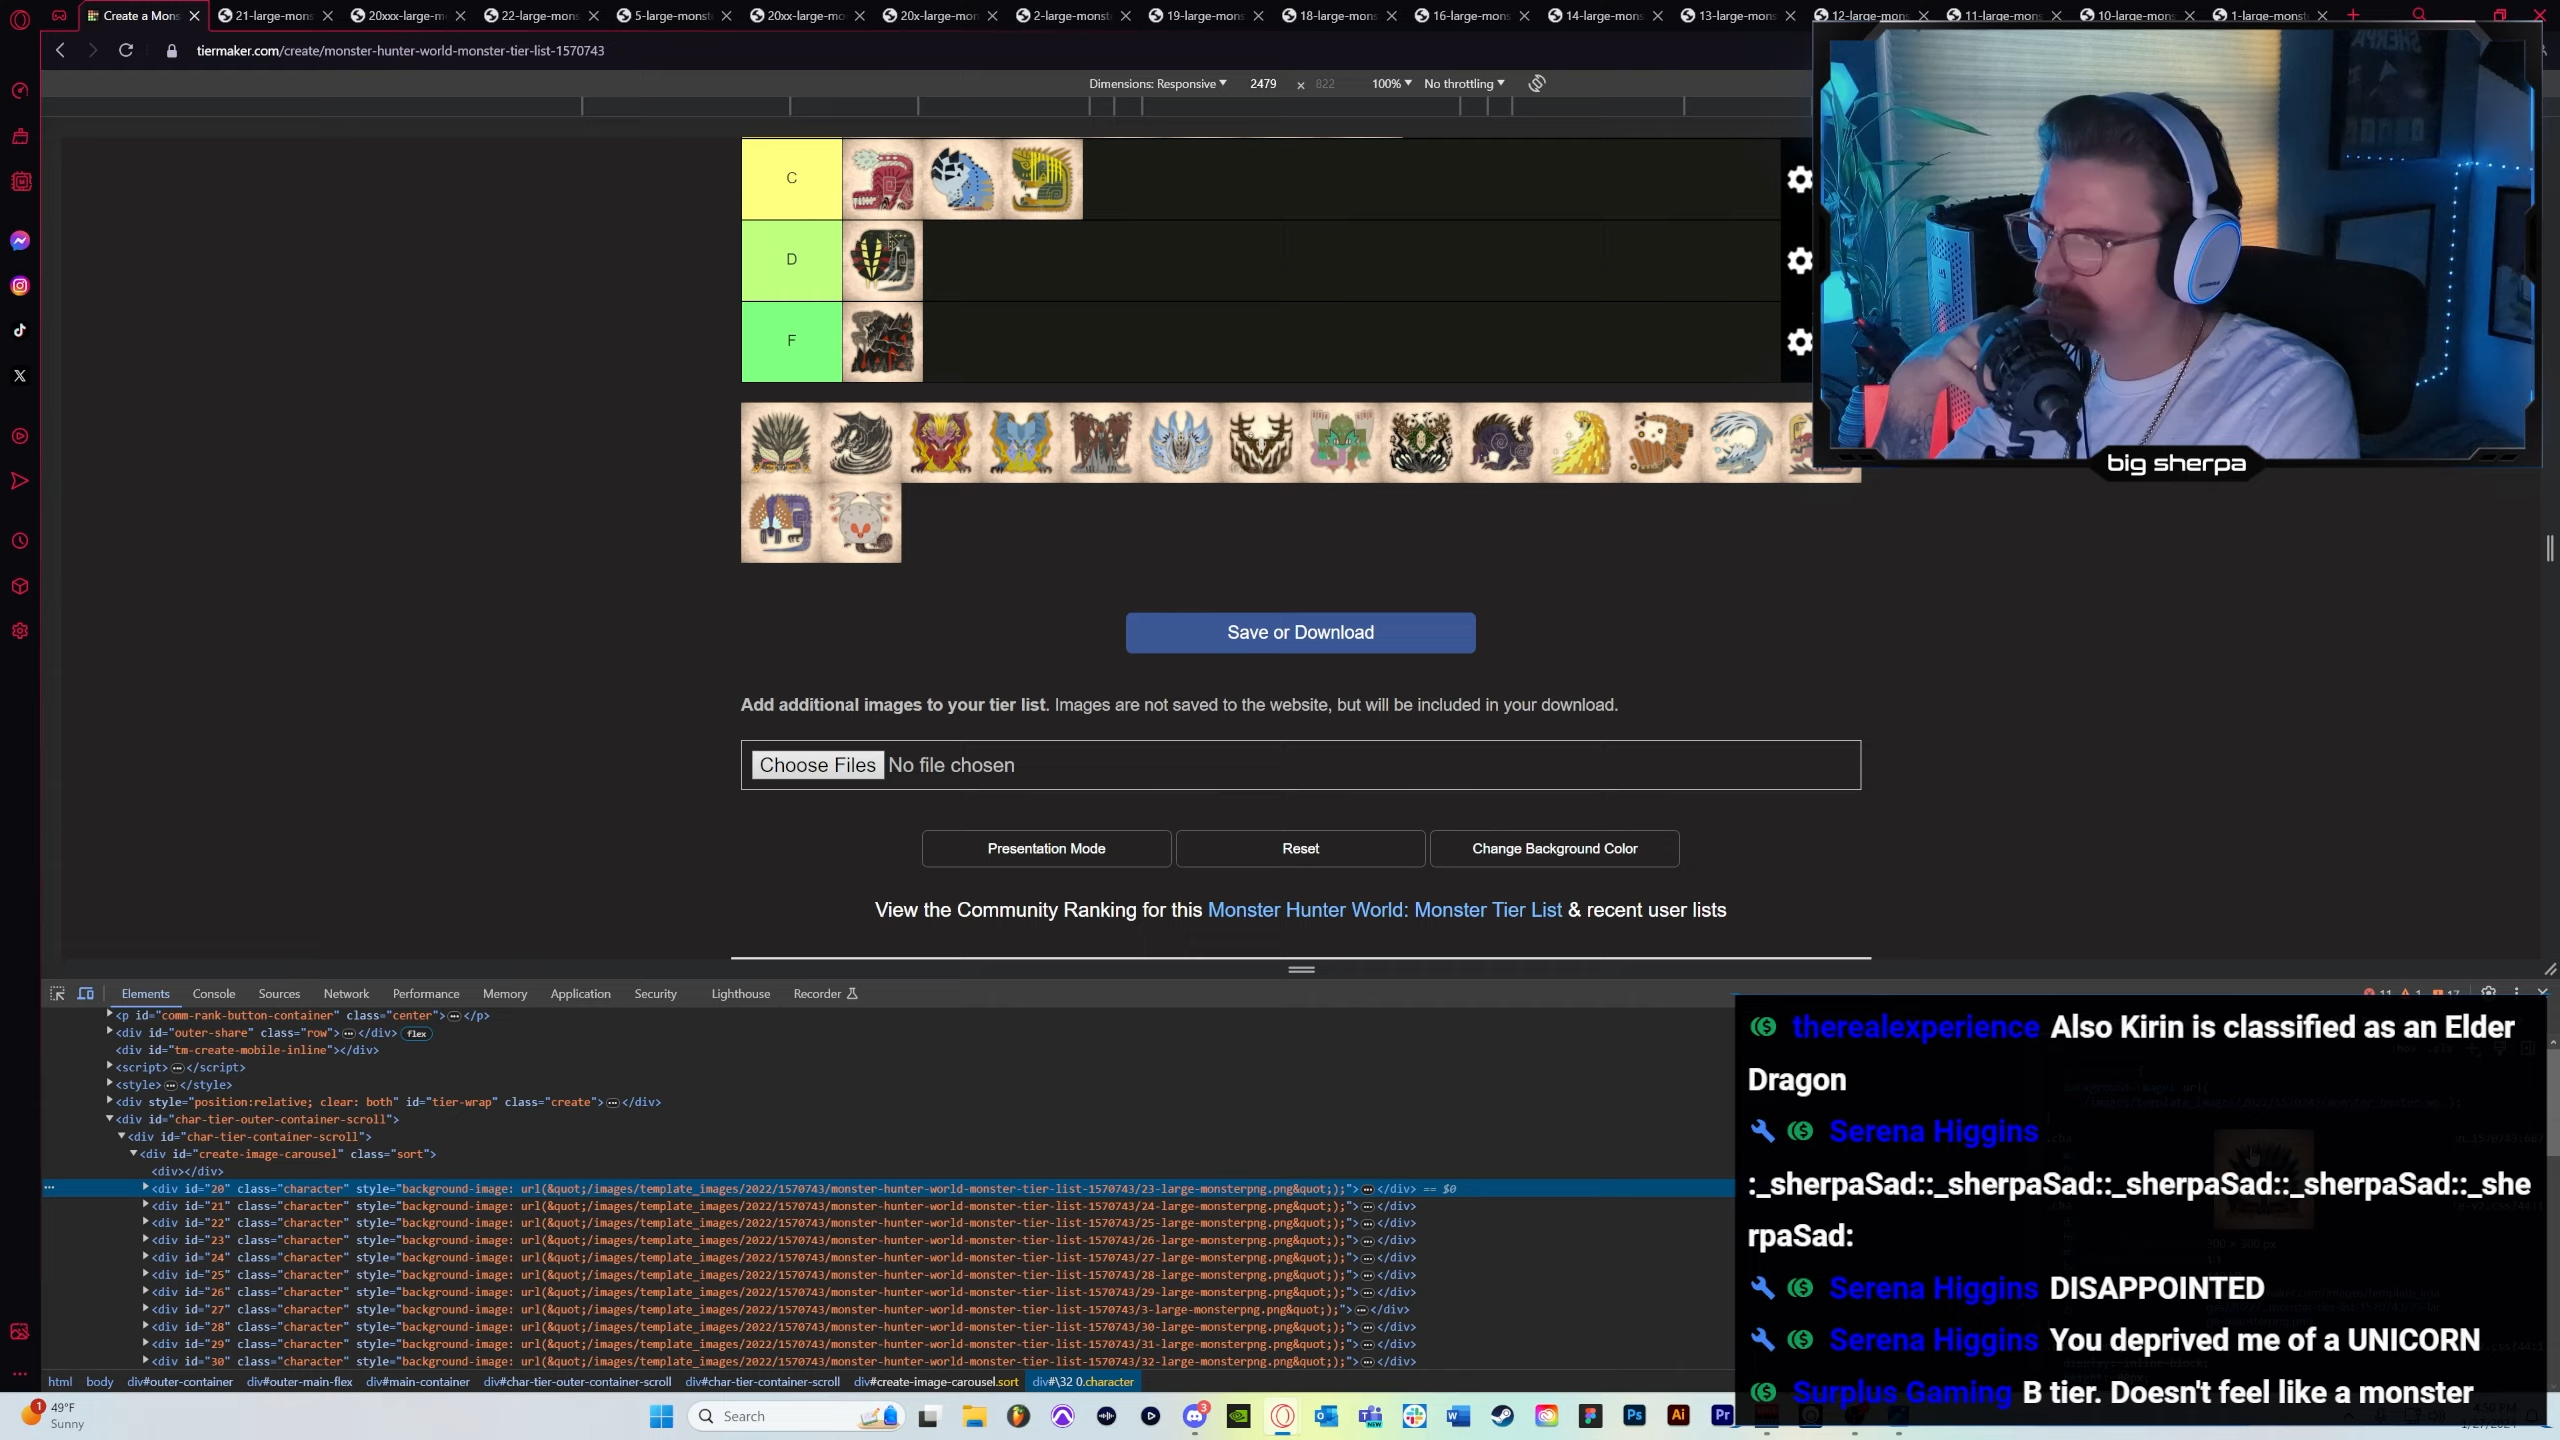 Create a Mons
21-large-mons
20xxx-large-m
22-large-mons
5-large-monst
20xx-large-mo
20x-large-mon
2-large-monst
19-large-mons
18-large-mons
16-large-mons
14-large-mons
13-large-mons
12-large-mons
11-large-mons
10-large-mons
1-large-monst
tiermaker.com/create/monster-hunter-world-monster-tier-list-1570743
Dimensions: Responsive 2479 × 822 100% No throttling
C
D
F
big sherpa
Save or Download
Add additional images to your tier list. Images are not saved to the website, but will be included in your download.
Choose Files No file chosen
Presentation Mode
Reset
Change Background Color
View the Community Ranking for this Monster Hunter World: Monster Tier List & recent user lists
Elements Console Sources Network Performance Memory Application Security Lighthouse Recorder
<p id="comm-rank-button-container" class="center">…</p>
<div id="outer-share" class="row">…</div> flex
<div id="tm-create-mobile-inline"></div>
<script>…</script>
<style>…</style>
<div style="position:relative; clear: both" id="tier-wrap" class="create">…</div>
<div id="char-tier-outer-container-scroll">
<div id="char-tier-container-scroll">
<div id="create-image-carousel" class="sort">
<div></div>
<div id="20" class="character" style="background-image: url(&quot;/images/template_images/2022/1570743/monster-hunter-world-monster-tier-list-1570743/23-large-monsterpng.png&quot;);">…</div> == $0
<div id="21" class="character" style="background-image: url(&quot;/images/template_images/2022/1570743/monster-hunter-world-monster-tier-list-1570743/24-large-monsterpng.png&quot;);">…</div>
<div id="22" class="character" style="background-image: url(&quot;/images/template_images/2022/1570743/monster-hunter-world-monster-tier-list-1570743/25-large-monsterpng.png&quot;);">…</div>
<div id="23" class="character" style="background-image: url(&quot;/images/template_images/2022/1570743/monster-hunter-world-monster-tier-list-1570743/26-large-monsterpng.png&quot;);">…</div>
<div id="24" class="character" style="background-image: url(&quot;/images/template_images/2022/1570743/monster-hunter-world-monster-tier-list-1570743/27-large-monsterpng.png&quot;);">…</div>
<div id="25" class="character" style="background-image: url(&quot;/images/template_images/2022/1570743/monster-hunter-world-monster-tier-list-1570743/28-large-monsterpng.png&quot;);">…</div>
<div id="26" class="character" style="background-image: url(&quot;/images/template_images/2022/1570743/monster-hunter-world-monster-tier-list-1570743/29-large-monsterpng.png&quot;);">…</div>
<div id="27" class="character" style="background-image: url(&quot;/images/template_images/2022/1570743/monster-hunter-world-monster-tier-list-1570743/3-large-monsterpng.png&quot;);">…</div>
<div id="28" class="character" style="background-image: url(&quot;/images/template_images/2022/1570743/monster-hunter-world-monster-tier-list-1570743/30-large-monsterpng.png&quot;);">…</div>
<div id="29" class="character" style="background-image: url(&quot;/images/template_images/2022/1570743/monster-hunter-world-monster-tier-list-1570743/31-large-monsterpng.png&quot;);">…</div>
<div id="30" class="character" style="background-image: url(&quot;/images/template_images/2022/1570743/monster-hunter-world-monster-tier-list-1570743/32-large-monsterpng.png&quot;);">…</div>
html body div#outer-container div#outer-main-flex div#main-container div#char-tier-outer-container-scroll div#char-tier-container-scroll div#create-image-carousel.sort div#\32 0.character
therealexperience Also Kirin is classified as an Elder
Dragon
Serena Higgins
:_sherpaSad::_sherpaSad::_sherpaSad::_sherpaSad::_she
rpaSad:
Serena Higgins DISAPPOINTED
Serena Higgins You deprived me of a UNICORN
Surplus Gaming B tier. Doesn't feel like a monster
1
49°F
Sunny
Search
3
NEW
Ps
Ai
Pr